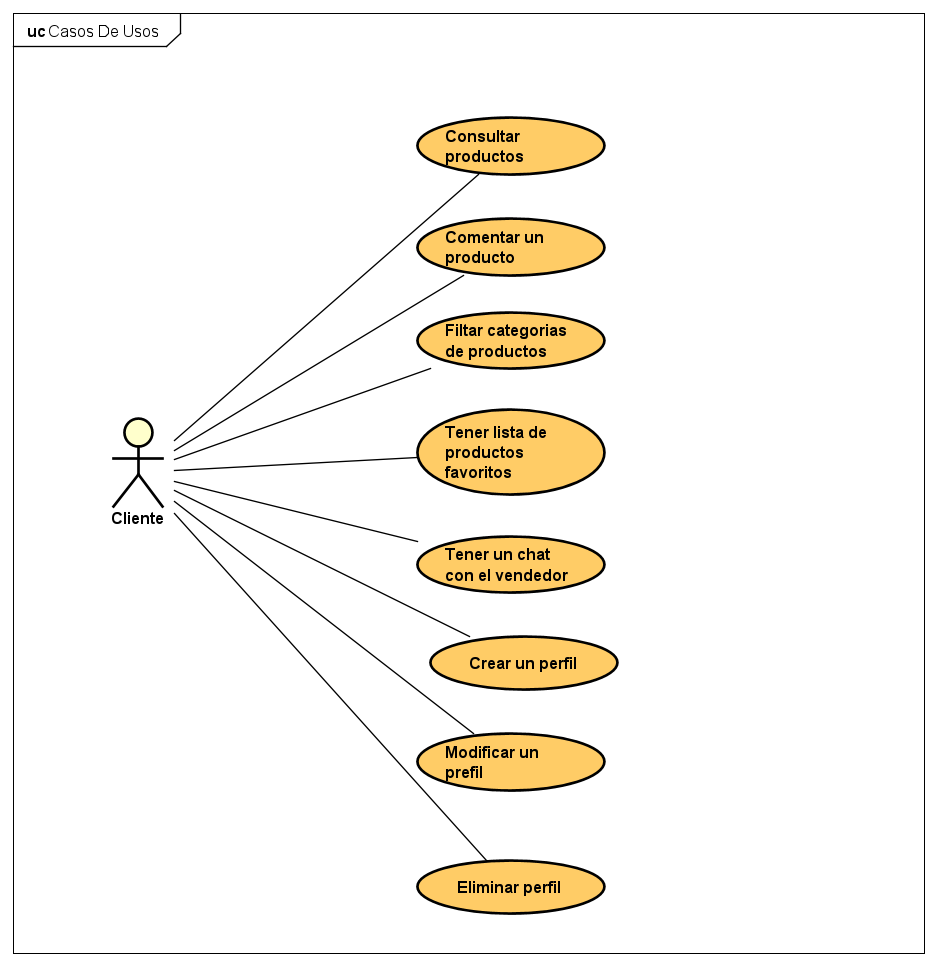 uc Casos De Usos
Consultar
productos
Comentar un
producto
Filtar categorias
de productos
Tener lista de
productos
favoritos
Cliente
Tener un chat
con el vendedor
Crear un perfil
Modificar un
prefil
Eliminar perfil